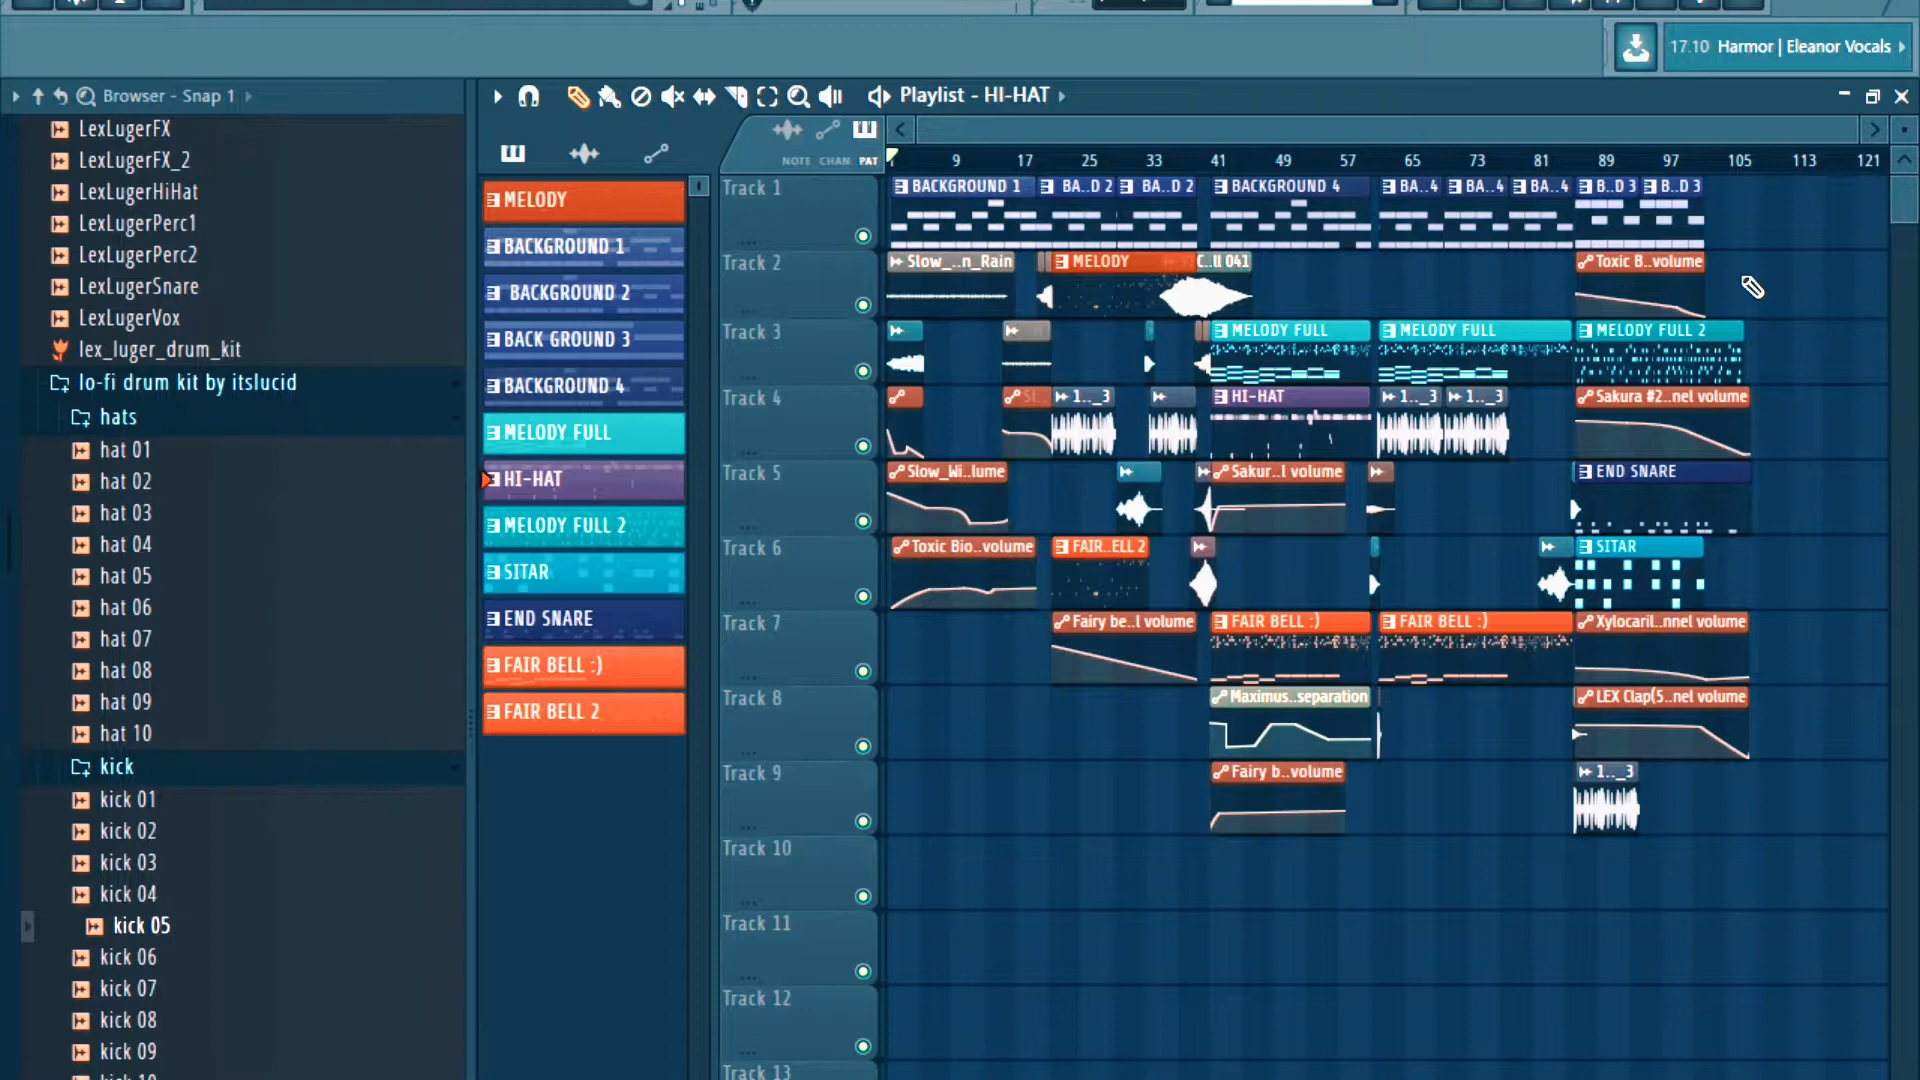 17.10 Harmor | Eleanor Vocals
Browser - Snap 1
LexLugerFX
LexLugerFX_2
LexLugerHiHat
LexLugerPerc1
LexLugerPerc2
LexLugerSnare
LexLugerVox
lex_luger_drum_kit
lo-fi drum kit by itslucid
hats
hat 01
hat 02
hat 03
hat 04
hat 05
hat 06
hat 07
hat 08
hat 09
hat 10
kick
kick 01
kick 02
kick 03
kick 04
kick 05
kick 06
kick 07
kick 08
kick 09
kick 10
MELODY
BACKGROUND 1
BACKGROUND 2
BACK GROUND 3
BACKGROUND 4
MELODY FULL
HI-HAT
MELODY FULL 2
SITAR
END SNARE
FAIR BELL :)
FAIR BELL 2
Playlist - HI-HAT
NOTE CHAN PAT
9 17 25 33 41 49 57 65 73 81 89 97 105 113 121
Track 1
BACKGROUND 1 BA..D 2 BA..D 2 BACKGROUND 4 BA..4 BA..4 BA..4 B..D 3 B..D 3
Track 2
Slow_..n_Rain MELODY C..ll 041 Toxic B..volume
Track 3
MELODY FULL MELODY FULL MELODY FULL 2
Track 4
1.._3 HI-HAT 1.._3 1.._3 Sakura #2..nel volume
Track 5
Slow_Wi..lume Sakur..l volume END SNARE
Track 6
Toxic Bio..volume FAIR..ELL 2 SITAR
Track 7
Fairy be..l volume FAIR BELL :) FAIR BELL :) Xylocaril..nnel volume
Track 8
Maximus..separation LEX Clap(5..nel volume
Track 9
Fairy b..volume 1.._3
Track 10
Track 11
Track 12
Track 13